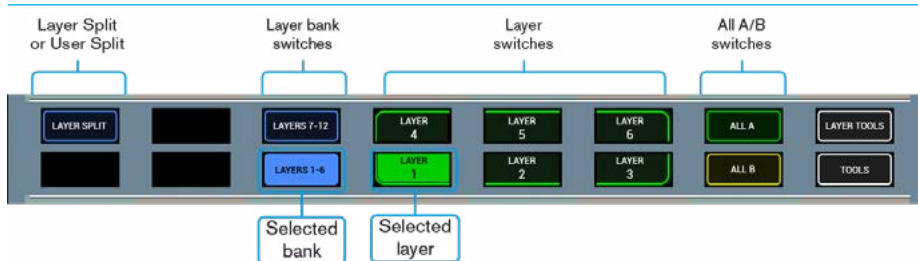 Layer Split
or User Split
Layer bank
switches
Layer
switches
All A/B
switches
LAYER SPLIT
LAYERS 7-12
LAYER
4
LAYER
5
LAYER
6
ALL A
LAYER TOOLS
LAYERS 1-6
LAYER
1
LAYER
2
LAYER
3
ALL B
TOOLS
Selected
bank
Selected
layer